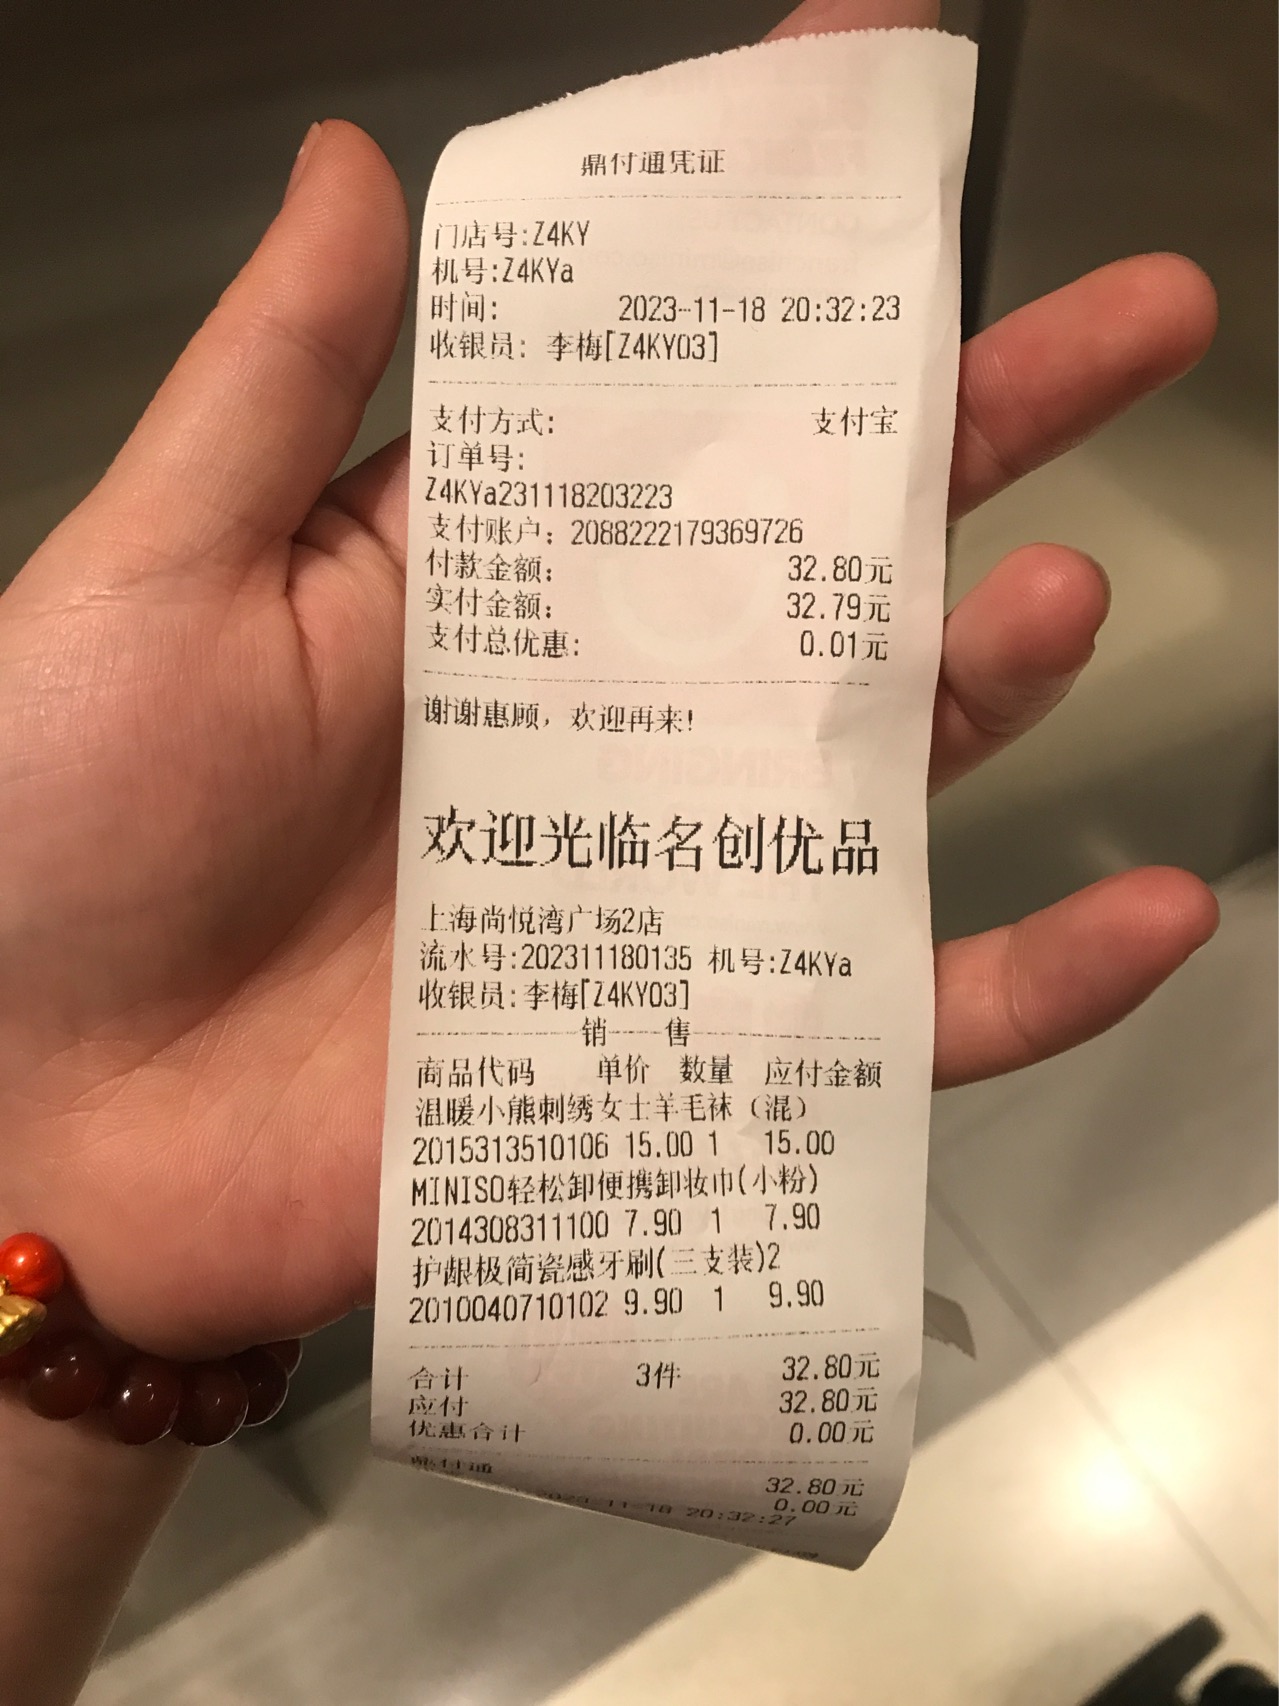 鼎付通凭证
门店号:Z4KY
机号:Z4KYa
时间: 2023-11-18 20:32:23
收银员: 李梅[Z4KY03]
支付方式: 支付宝
订单号:
Z4KYa231118203223
支付账户: 2088222179369726
付款金额: 32.80元
实付金额: 32.79元
支付总优惠: 0.01元
谢谢惠顾, 欢迎再来!
欢迎光临名创优品
上海尚悦湾广场2店
流水号:202311180135 机号:Z4KYa
收银员:李梅[Z4KY03]
销 售
商品代码 单价 数量 应付金额
温暖小熊刺绣女士羊毛袜（混）
2015313510106 15.00 1 15.00
MINISO轻松卸便携卸妆巾(小粉)
2014308311100 7.90 1 7.90
护龈极简瓷感牙刷(三支装)2
2010040710102 9.90 1 9.90
合计 3件 32.80元
应付 32.80元
优惠合计 0.00元
鼎付通 32.80元
0.00元
2023-11-18 20:32:27